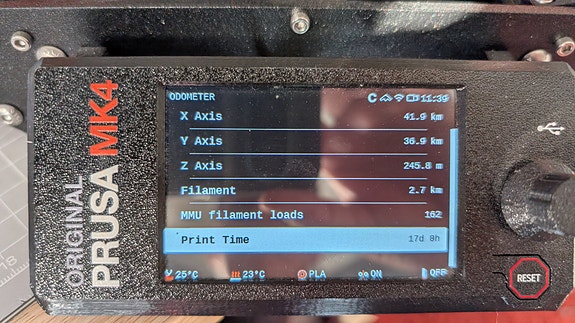 ORIGINAL
PRUSA MK4
ODOMETER 11:39
X Axis 41.9 km
Y Axis 36.9 km
Z Axis 245.8 m
Filament 2.7 km
MMU filament loads 162
Print Time 17d 0h
25°C 23°C PLA ON OFF
RESET
18